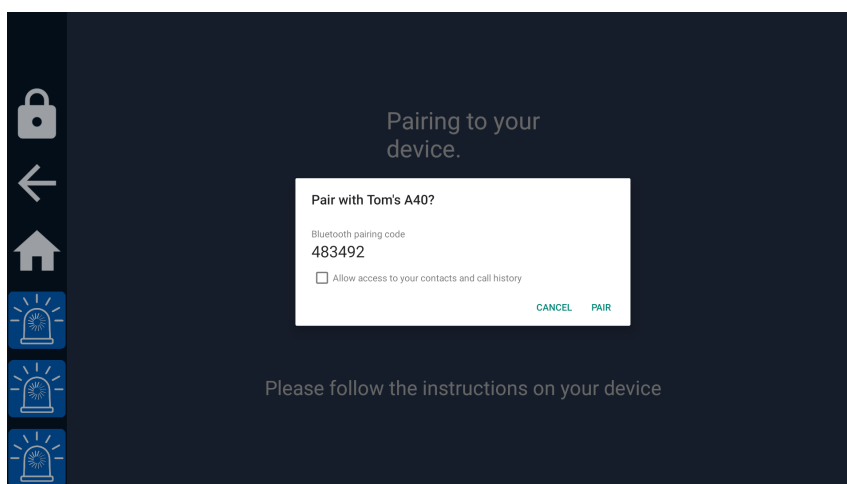 Pairing to your
device.
Pair with Tom's A40?
Bluetooth pairing code
483492
Allow access to your contacts and call history
CANCEL PAIR
Please follow the instructions on your device